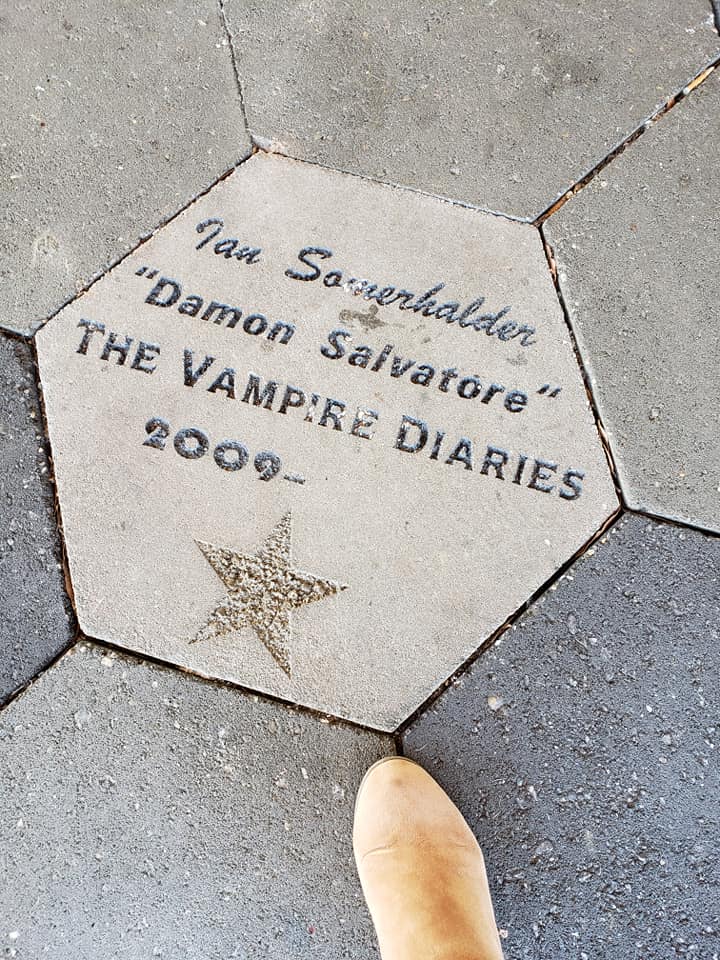 Ian Somerhalder
"Damon Salvatore"
THE VAMPIRE DIARIES
2009-